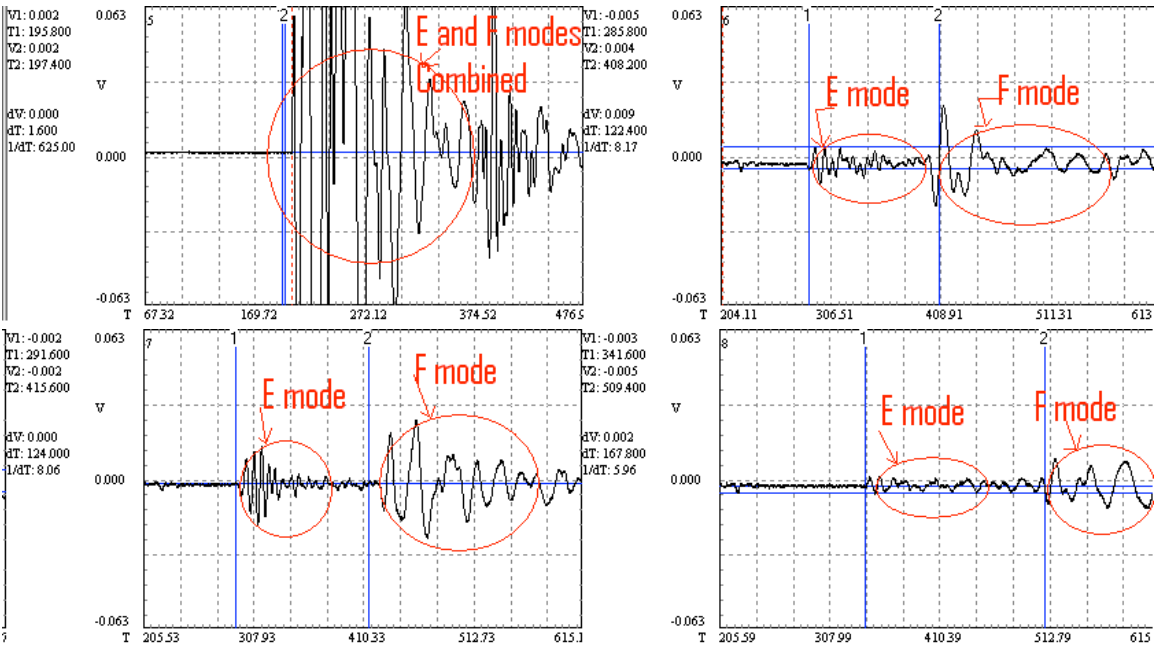 V1: 0.002
T1: 195.800
V2: 0.002
T2: 197.400
dV: 0.000
dT: 1.600
1/dT: 625.00
0.063
V
0.000
-0.063
T
5
2
E and F modes
Combined
67.32 169.72 272.12 374.52 476.5
V1: -0.005
T1: 285.800
V2: 0.004
T2: 408.200
dV: 0.009
dT: 122.400
1/dT: 8.17
0.063
V
0.000
-0.063
T
6
1
2
E mode
F mode
204.11 306.51 408.91 511.31 613
V1: -0.002
T1: 291.600
V2: -0.002
T2: 415.600
dV: 0.000
dT: 124.000
1/dT: 8.06
0.063
V
0.000
-0.063
T
7
1
2
E mode
F mode
205.53 307.93 410.33 512.73 615.1
V1: -0.003
T1: 341.600
V2: -0.005
T2: 509.400
dV: 0.002
dT: 167.800
1/dT: 5.96
0.063
V
0.000
-0.063
T
8
1
2
E mode
F mode
205.59 307.99 410.39 512.79 615